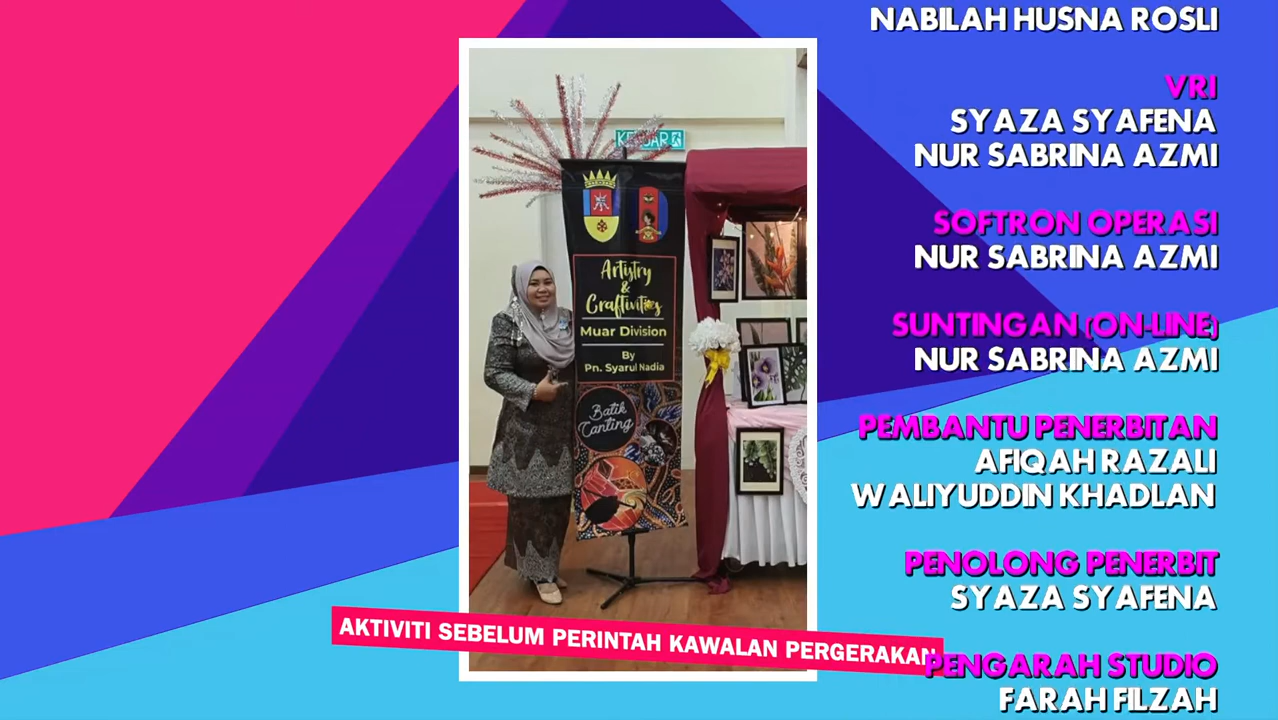 KELUAR
Artistry
&
Craftivities
Muar Division
By
Pn. Syarul Nadia
Batik
Canting
AKTIVITI SEBELUM PERINTAH KAWALAN PERGERAKAN
NABILAH HUSNA ROSLI
VRI
SYAZA SYAFENA
NUR SABRINA AZMI
SOFTRON OPERASI
NUR SABRINA AZMI
SUNTINGAN (ON-LINE)
NUR SABRINA AZMI
PEMBANTU PENERBITAN
AFIQAH RAZALI
WALIYUDDIN KHADLAN
PENOLONG PENERBIT
SYAZA SYAFENA
PENGARAH STUDIO
FARAH FILZAH